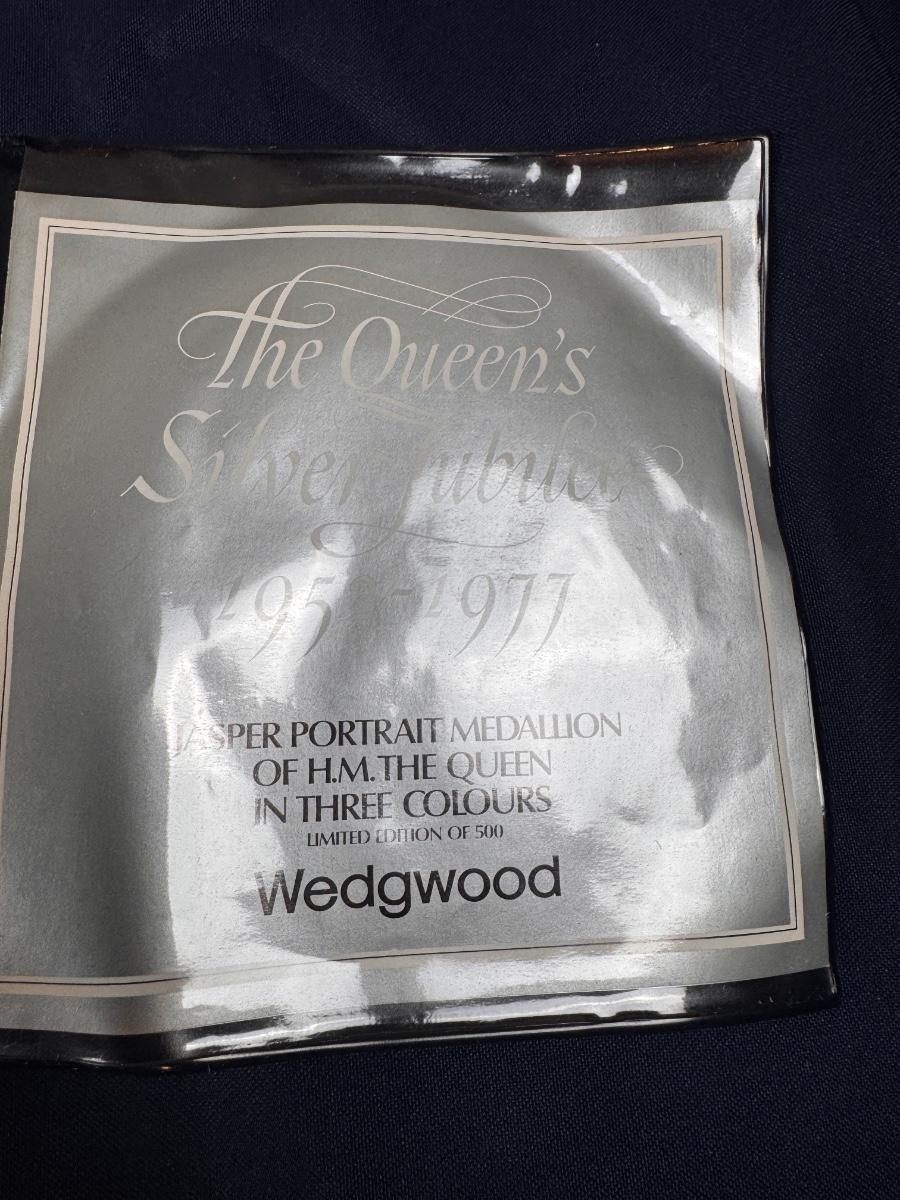 The Queen's
Silver Jubilee
1952-1977
JASPER PORTRAIT MEDALLION
OF H.M. THE QUEEN
IN THREE COLOURS
LIMITED EDITION OF 500
Wedgwood